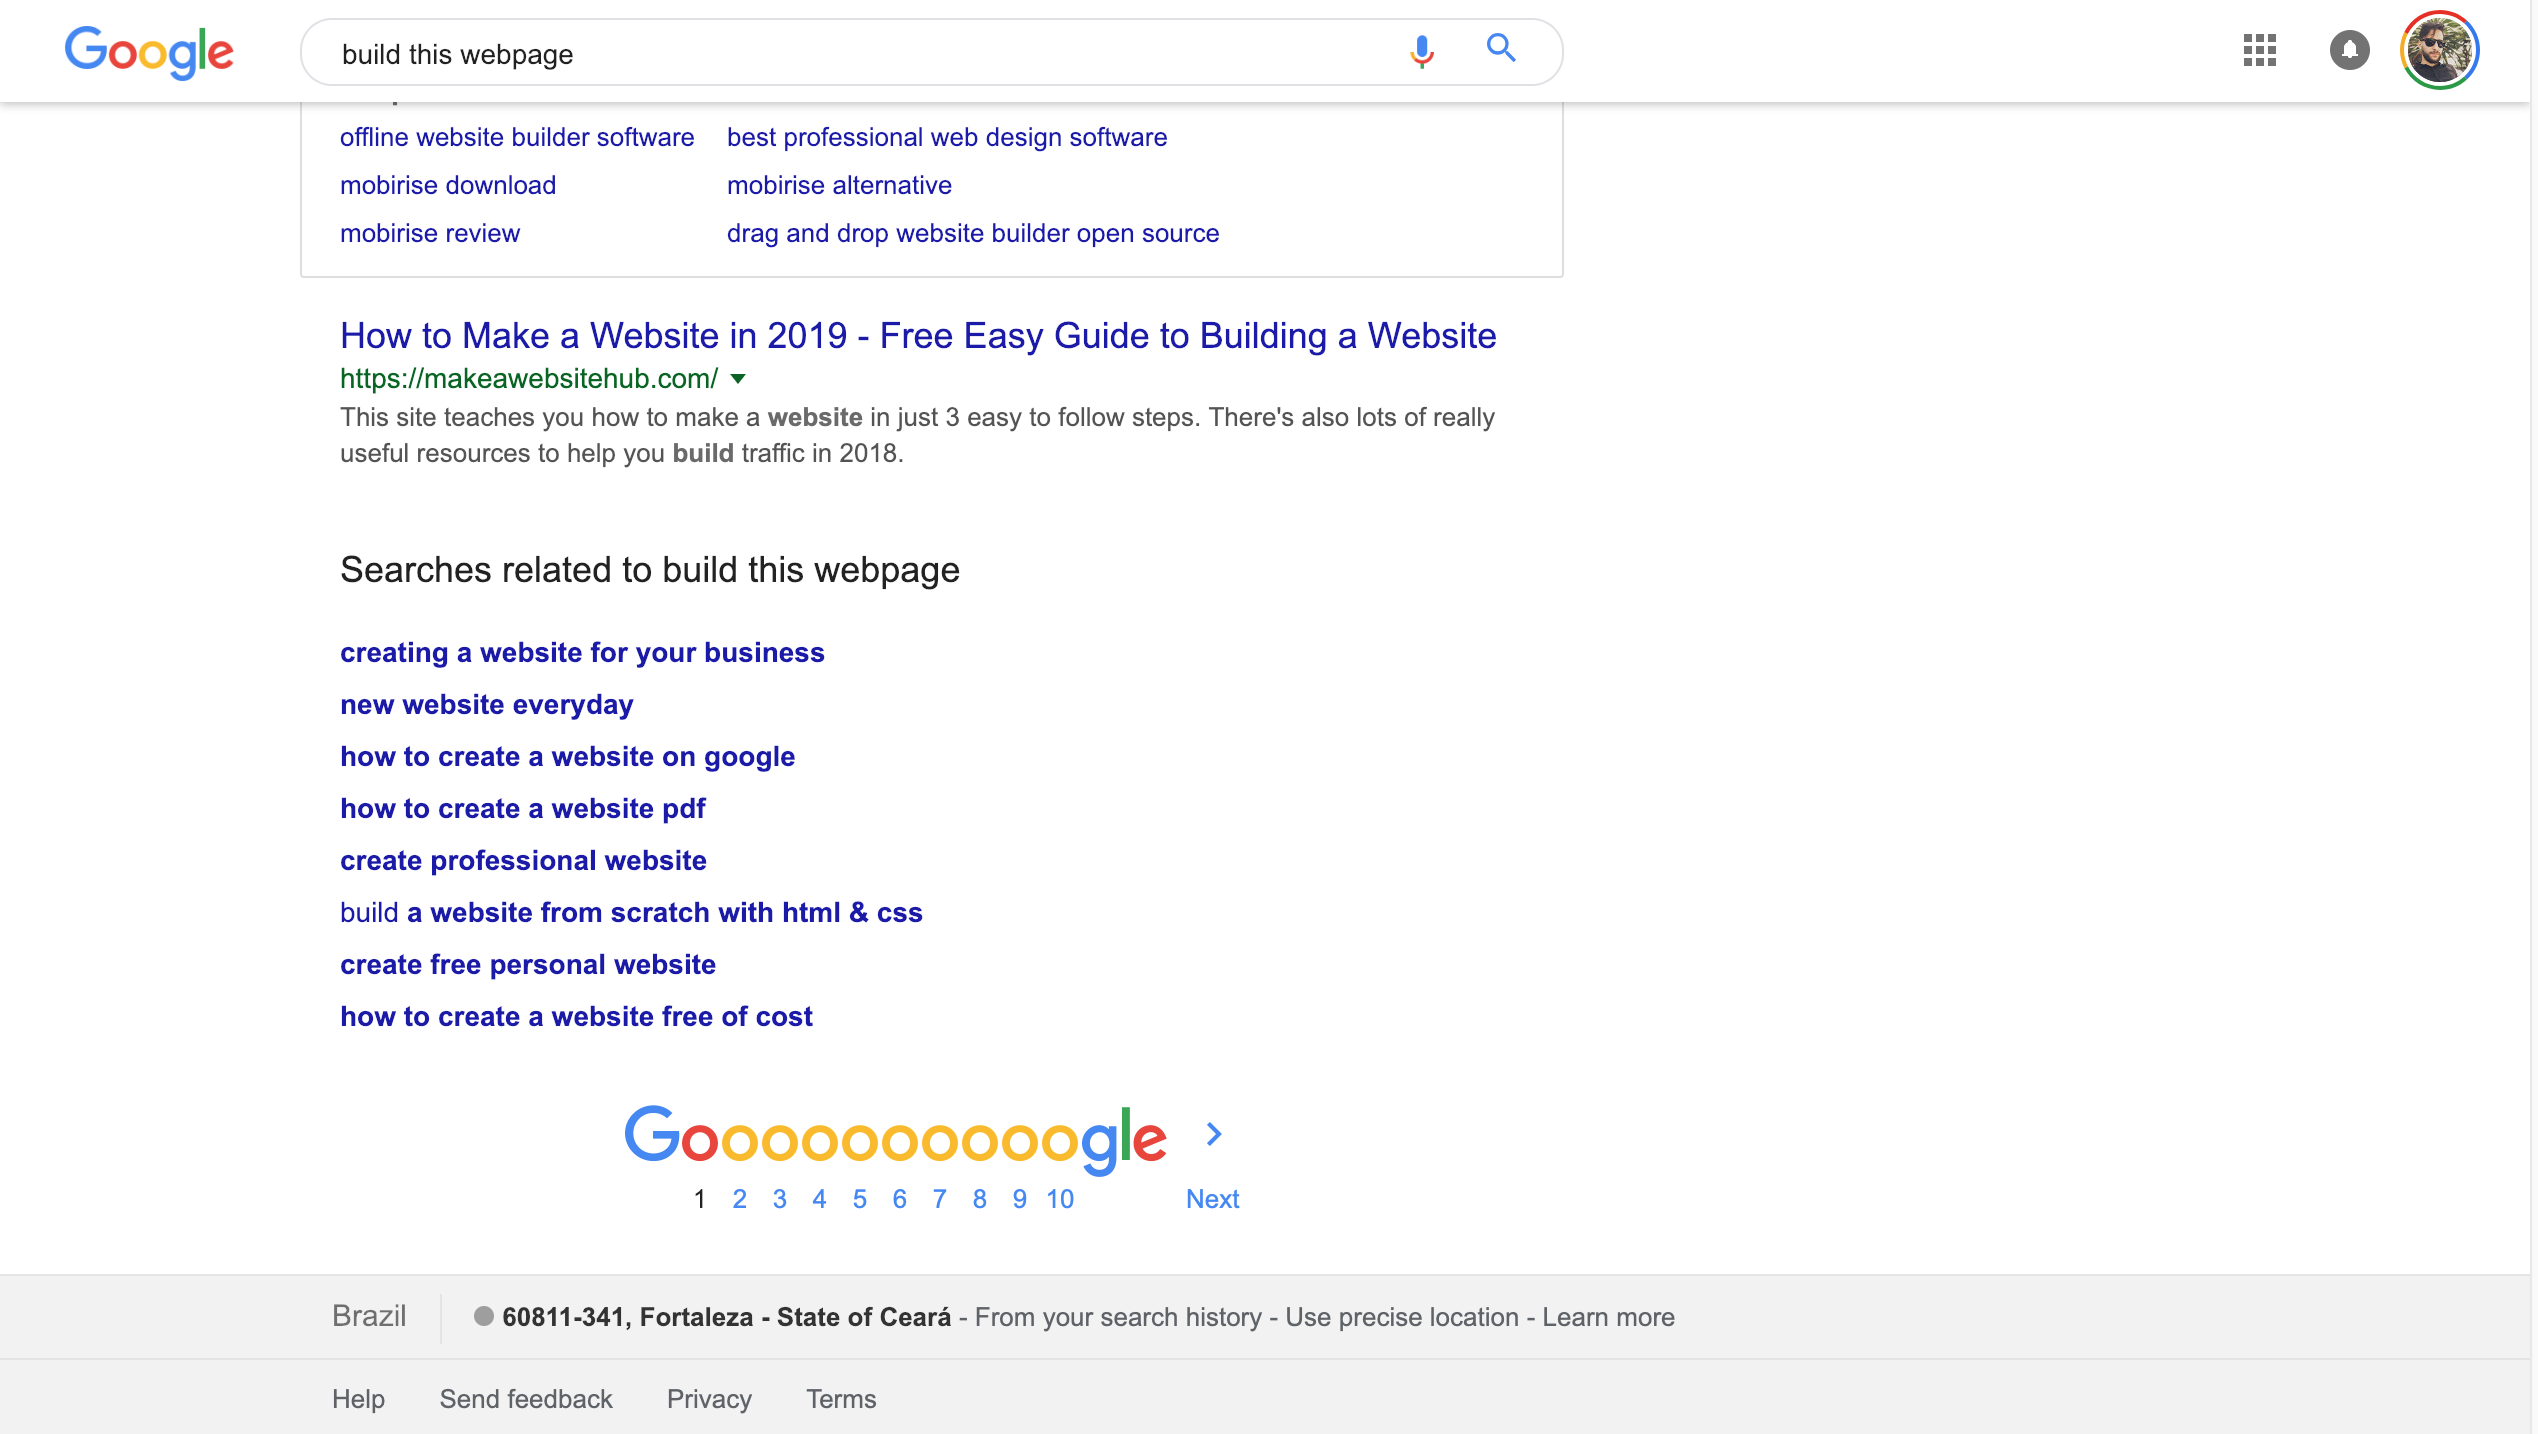 Google
build this webpage
offline website builder software best professional web design software
mobirise download mobirise alternative
mobirise review drag and drop website builder open source
How to Make a Website in 2019 - Free Easy Guide to Building a Website
https://makeawebsitehub.com/
This site teaches you how to make a website in just 3 easy to follow steps. There's also lots of really
useful resources to help you build traffic in 2018.
Searches related to build this webpage
creating a website for your business
new website everyday
how to create a website on google
how to create a website pdf
create professional website
build a website from scratch with html & css
create free personal website
how to create a website free of cost
Goooooooooogle
1 2 3 4 5 6 7 8 9 10 Next
Brazil 60811-341, Fortaleza - State of Ceará - From your search history - Use precise location - Learn more
Help Send feedback Privacy Terms